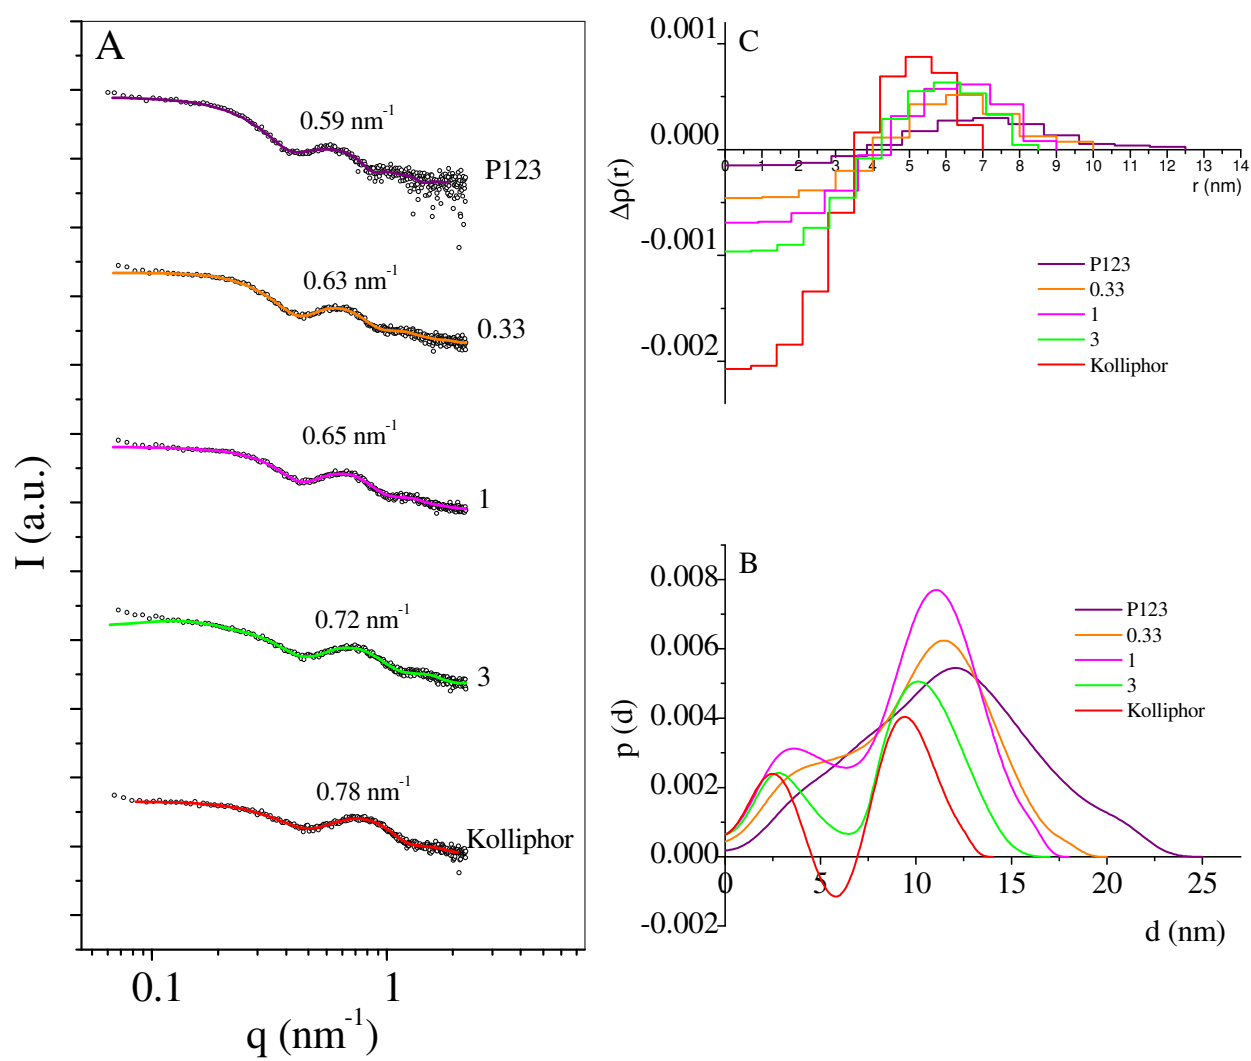 A
0.59 nm-1
P123
0.63 nm-1
0.33
0.65 nm-1
1
0.72 nm-1
3
0.78 nm-1
Kolliphor
I (a.u.)
0.1
1
q (nm-1)
C
0.001
0.000
-0.001
-0.002
Δρ(r)
0 1 2 3 4 5 6 7 8 9 10 11 12 13 14
r (nm)
P123
0.33
1
3
Kolliphor
B
0.008
0.006
0.004
0.002
0.000
-0.002
p (d)
0 5 10 15 20 25
d (nm)
P123
0.33
1
3
Kolliphor